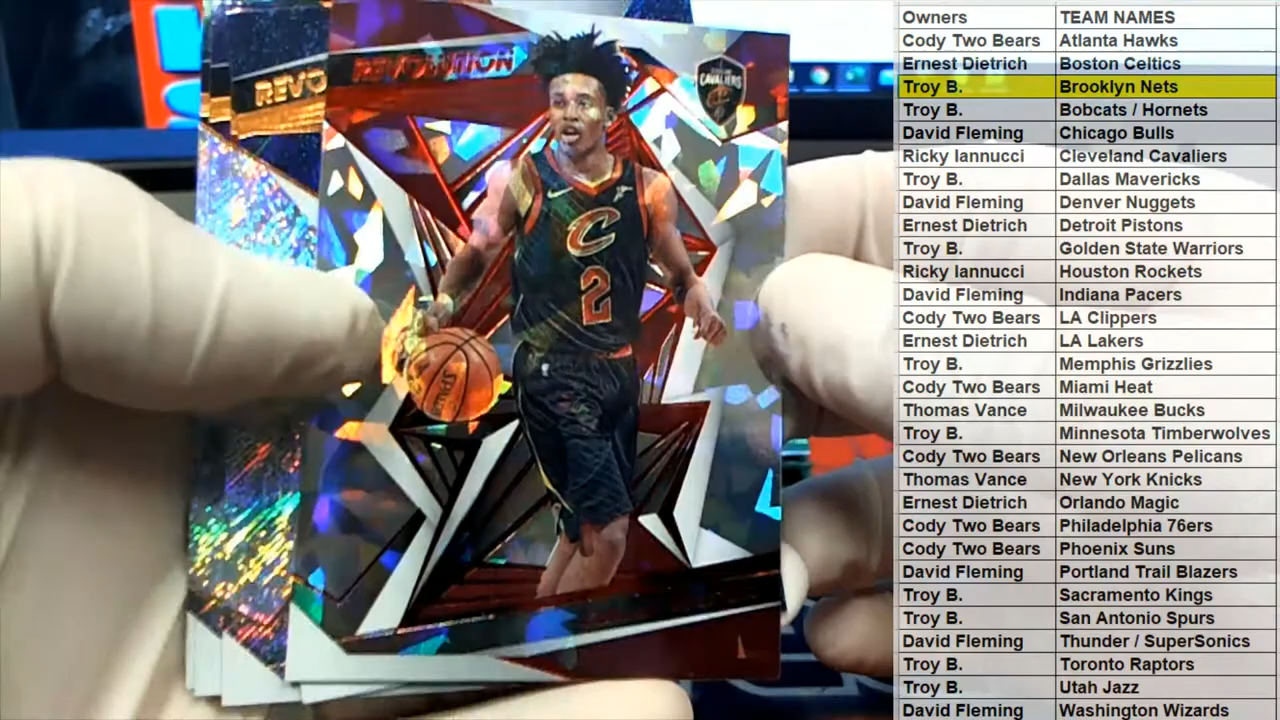 REVO
REVOLUTION
CAVALIERS
C
C
2
SPALDING
Owners TEAM NAMES
Cody Two Bears Atlanta Hawks
Ernest Dietrich Boston Celtics
Troy B. Brooklyn Nets
Troy B. Bobcats / Hornets
David Fleming Chicago Bulls
Ricky Iannucci Cleveland Cavaliers
Troy B. Dallas Mavericks
David Fleming Denver Nuggets
Ernest Dietrich Detroit Pistons
Troy B. Golden State Warriors
Ricky Iannucci Houston Rockets
David Fleming Indiana Pacers
Cody Two Bears LA Clippers
Ernest Dietrich LA Lakers
Troy B. Memphis Grizzlies
Cody Two Bears Miami Heat
Thomas Vance Milwaukee Bucks
Troy B. Minnesota Timberwolves
Cody Two Bears New Orleans Pelicans
Thomas Vance New York Knicks
Ernest Dietrich Orlando Magic
Cody Two Bears Philadelphia 76ers
Cody Two Bears Phoenix Suns
David Fleming Portland Trail Blazers
Troy B. Sacramento Kings
Troy B. San Antonio Spurs
David Fleming Thunder / SuperSonics
Troy B. Toronto Raptors
Troy B. Utah Jazz
David Fleming Washington Wizards